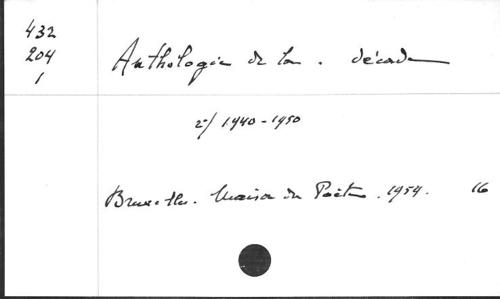 432
204
1
Anthologie de la . décade
2/ 1940-1950
Bruxelles. Maison du Poète. 1954. 16